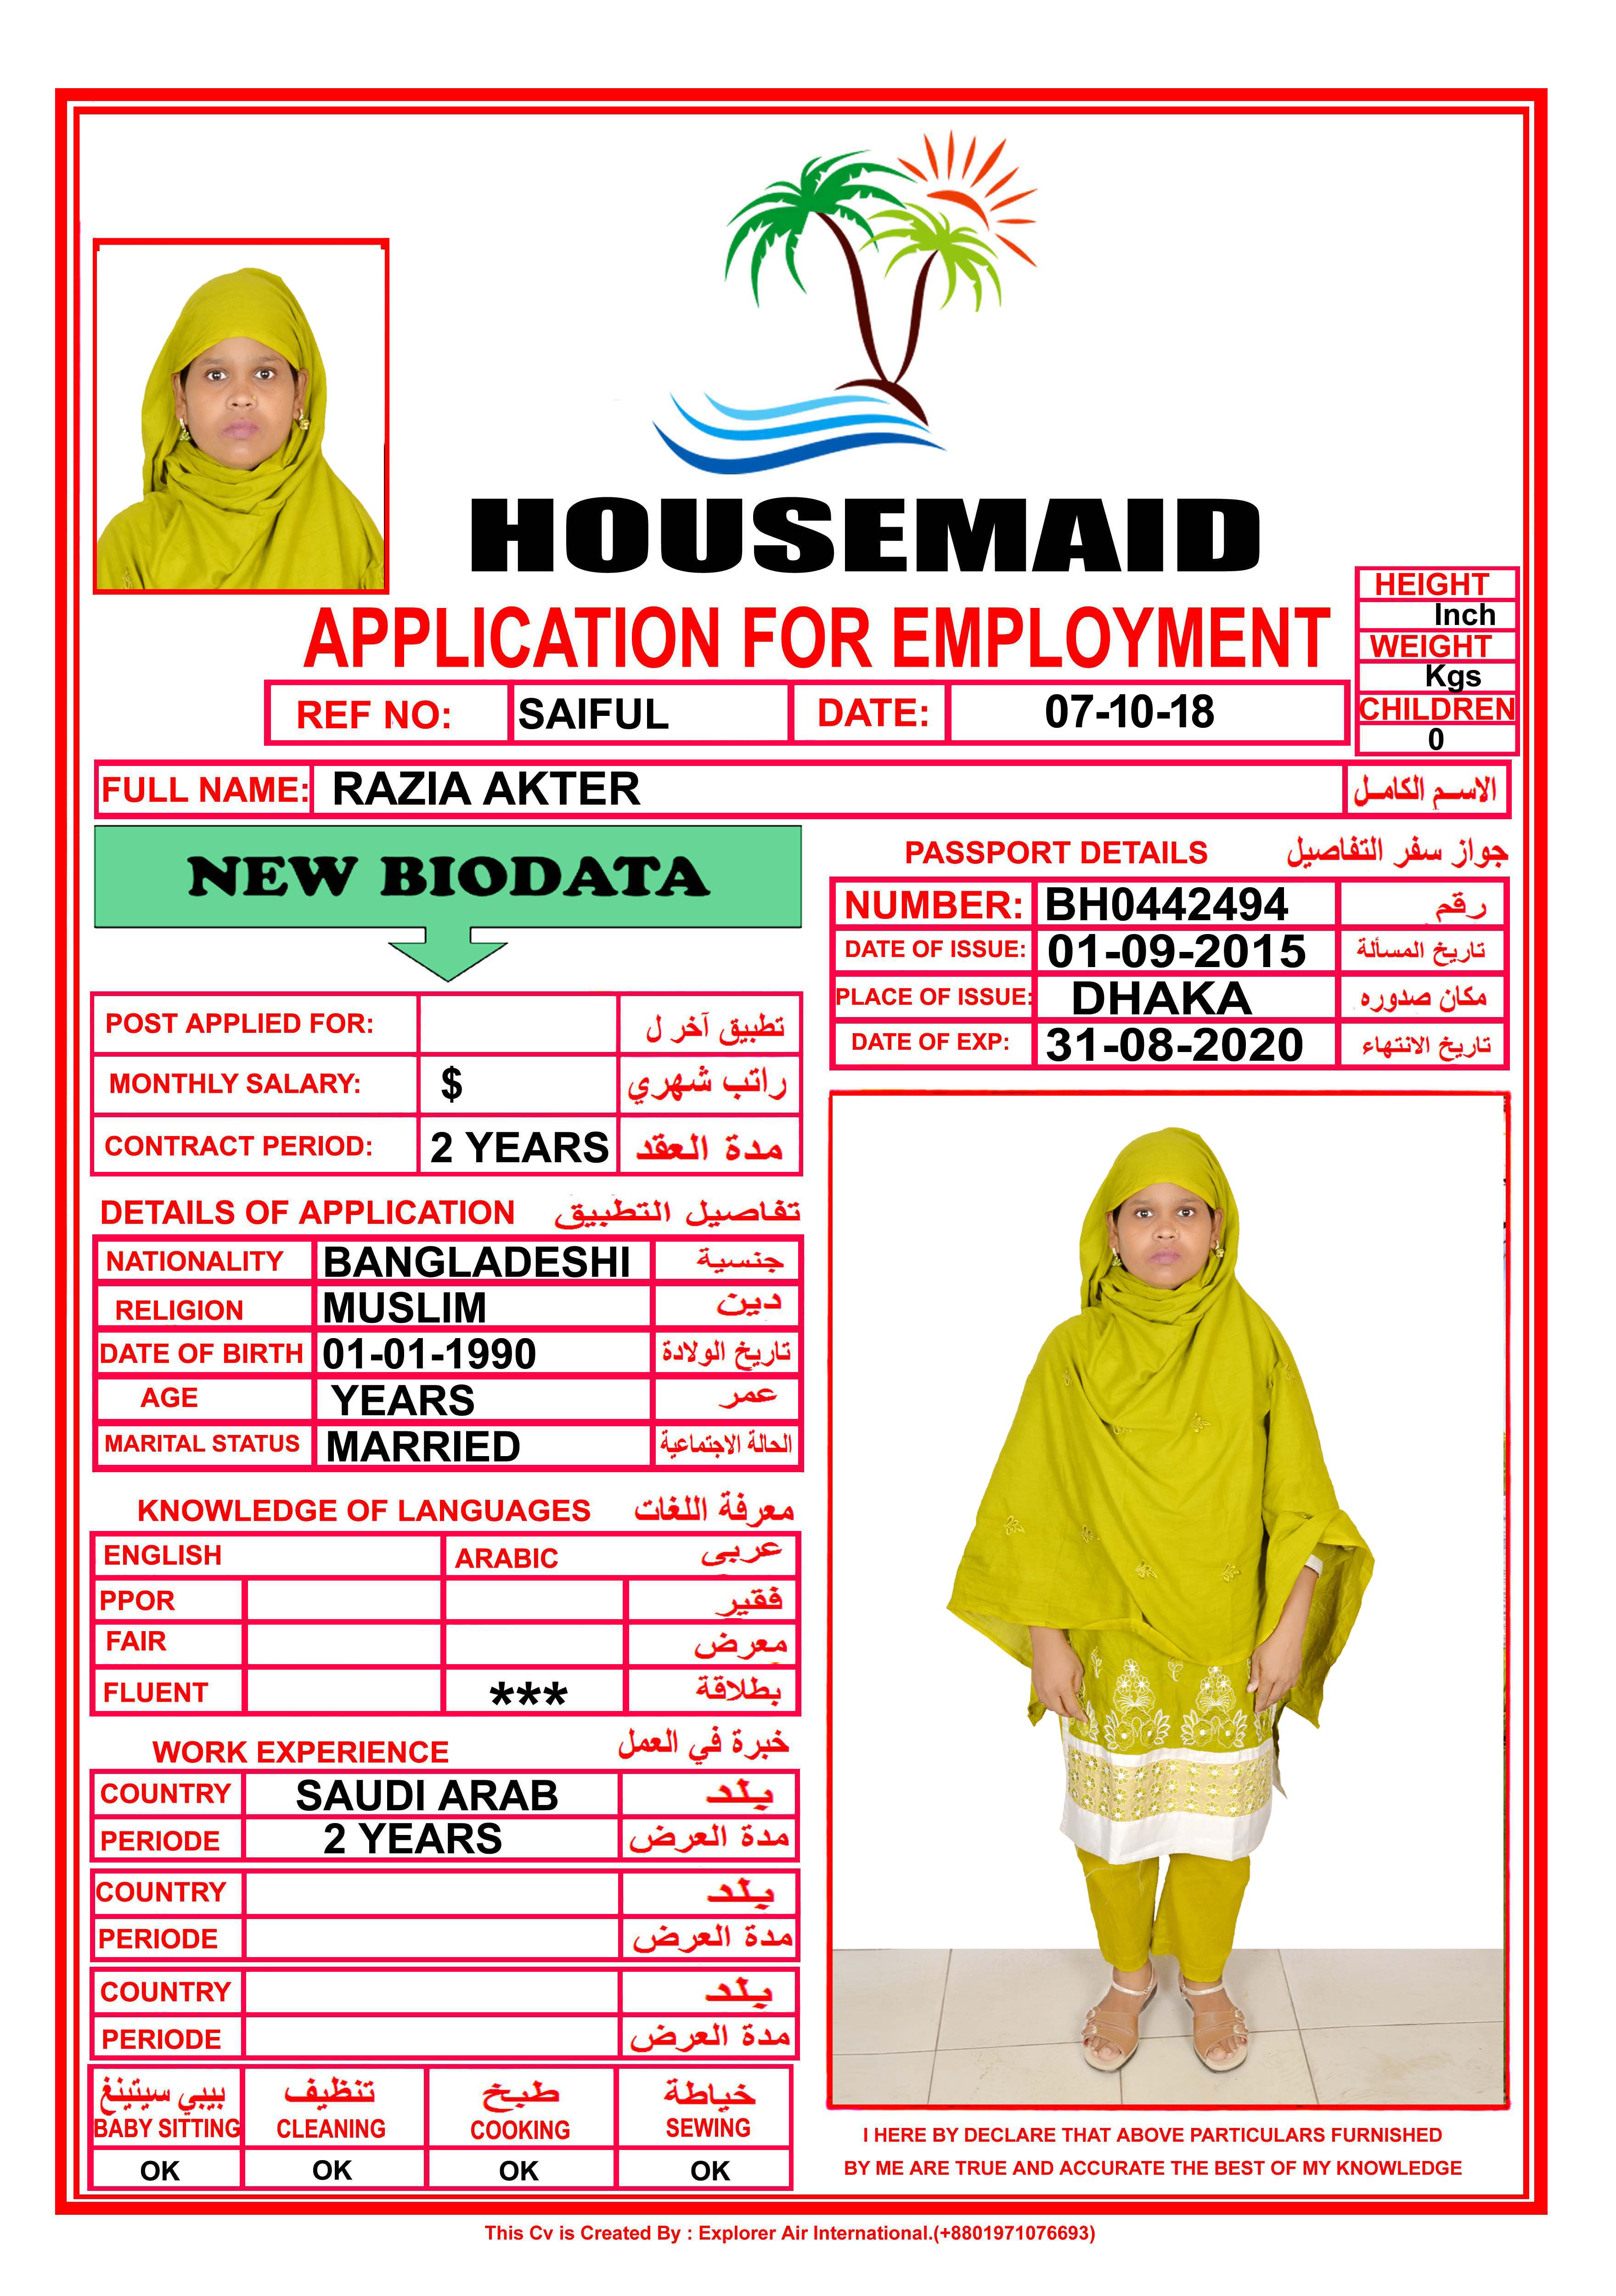 HOUSEMAID
APPLICATION FOR EMPLOYMENT
HEIGHT
Inch
WEIGHT
Kgs
CHILDREN
0
REF NO: SAIFUL DATE: 07-10-18
FULL NAME: RAZIA AKTER الاسم الكامل
NEW BIODATA
POST APPLIED FOR: تطبيق آخر ل
MONTHLY SALARY: $ راتب شهري
CONTRACT PERIOD: 2 YEARS مدة العقد
DETAILS OF APPLICATION تفاصيل التطبيق
NATIONALITY BANGLADESHI جنسية
RELIGION MUSLIM دين
DATE OF BIRTH 01-01-1990 تاريخ الولادة
AGE YEARS عمر
MARITAL STATUS MARRIED الحالة الاجتماعية
KNOWLEDGE OF LANGUAGES معرفة اللغات
ENGLISH ARABIC عربى
PPOR فقير
FAIR معرض
FLUENT *** بطلاقة
WORK EXPERIENCE خبرة في العمل
COUNTRY SAUDI ARAB بلد
PERIODE 2 YEARS مدة العرض
COUNTRY بلد
PERIODE مدة العرض
COUNTRY بلد
PERIODE مدة العرض
بيبي سيتينغ تنظيف طبخ خياطة
BABY SITTING CLEANING COOKING SEWING
OK OK OK OK
PASSPORT DETAILS جواز سفر التفاصيل
NUMBER: BH0442494 رقم
DATE OF ISSUE: 01-09-2015 تاريخ المسألة
PLACE OF ISSUE: DHAKA مكان صدوره
DATE OF EXP: 31-08-2020 تاريخ الانتهاء
I HERE BY DECLARE THAT ABOVE PARTICULARS FURNISHED
BY ME ARE TRUE AND ACCURATE THE BEST OF MY KNOWLEDGE
This Cv is Created By : Explorer Air International.(+8801971076693)